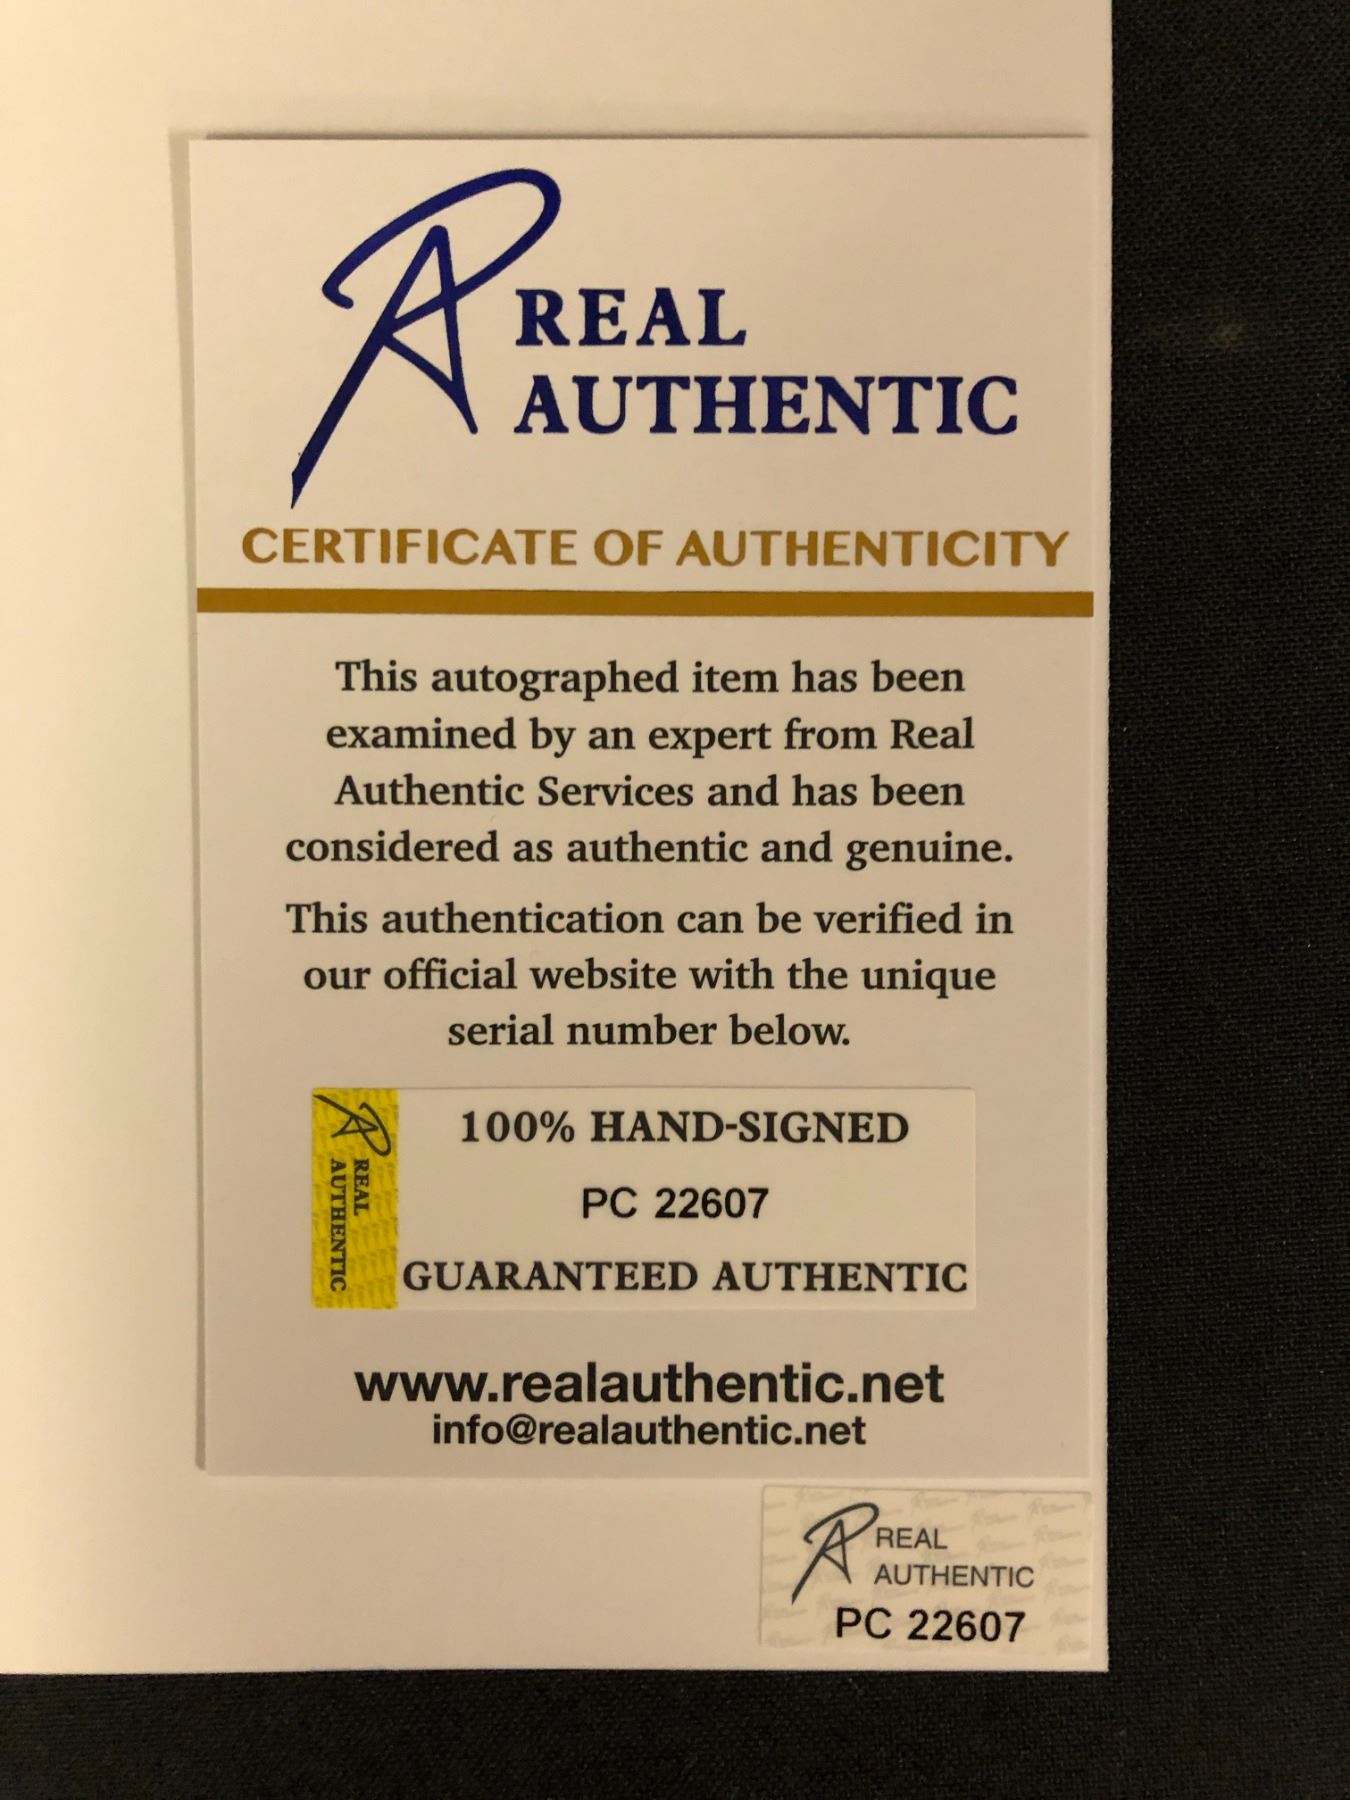 REAL
AUTHENTIC
CERTIFICATE OF AUTHENTICITY
This autographed item has been
examined by an expert from Real
Authentic Services and has been
considered as authentic and genuine.
This authentication can be verified in
our official website with the unique
serial number below.
REAL
AUTHENTIC
100% HAND-SIGNED
PC 22607
GUARANTEED AUTHENTIC
www.realauthentic.net
info@realauthentic.net
REAL
AUTHENTIC
PC 22607